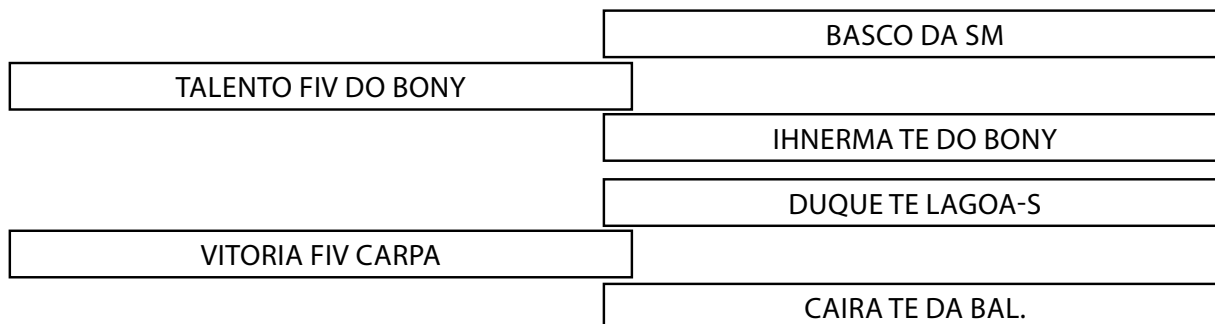 BASCO DA SM
TALENTO FIV DO BONY
IHNERMA TE DO BONY
DUQUE TE LAGOA-S
VITORIA FIV CARPA
CAIRA TE DA BAL.